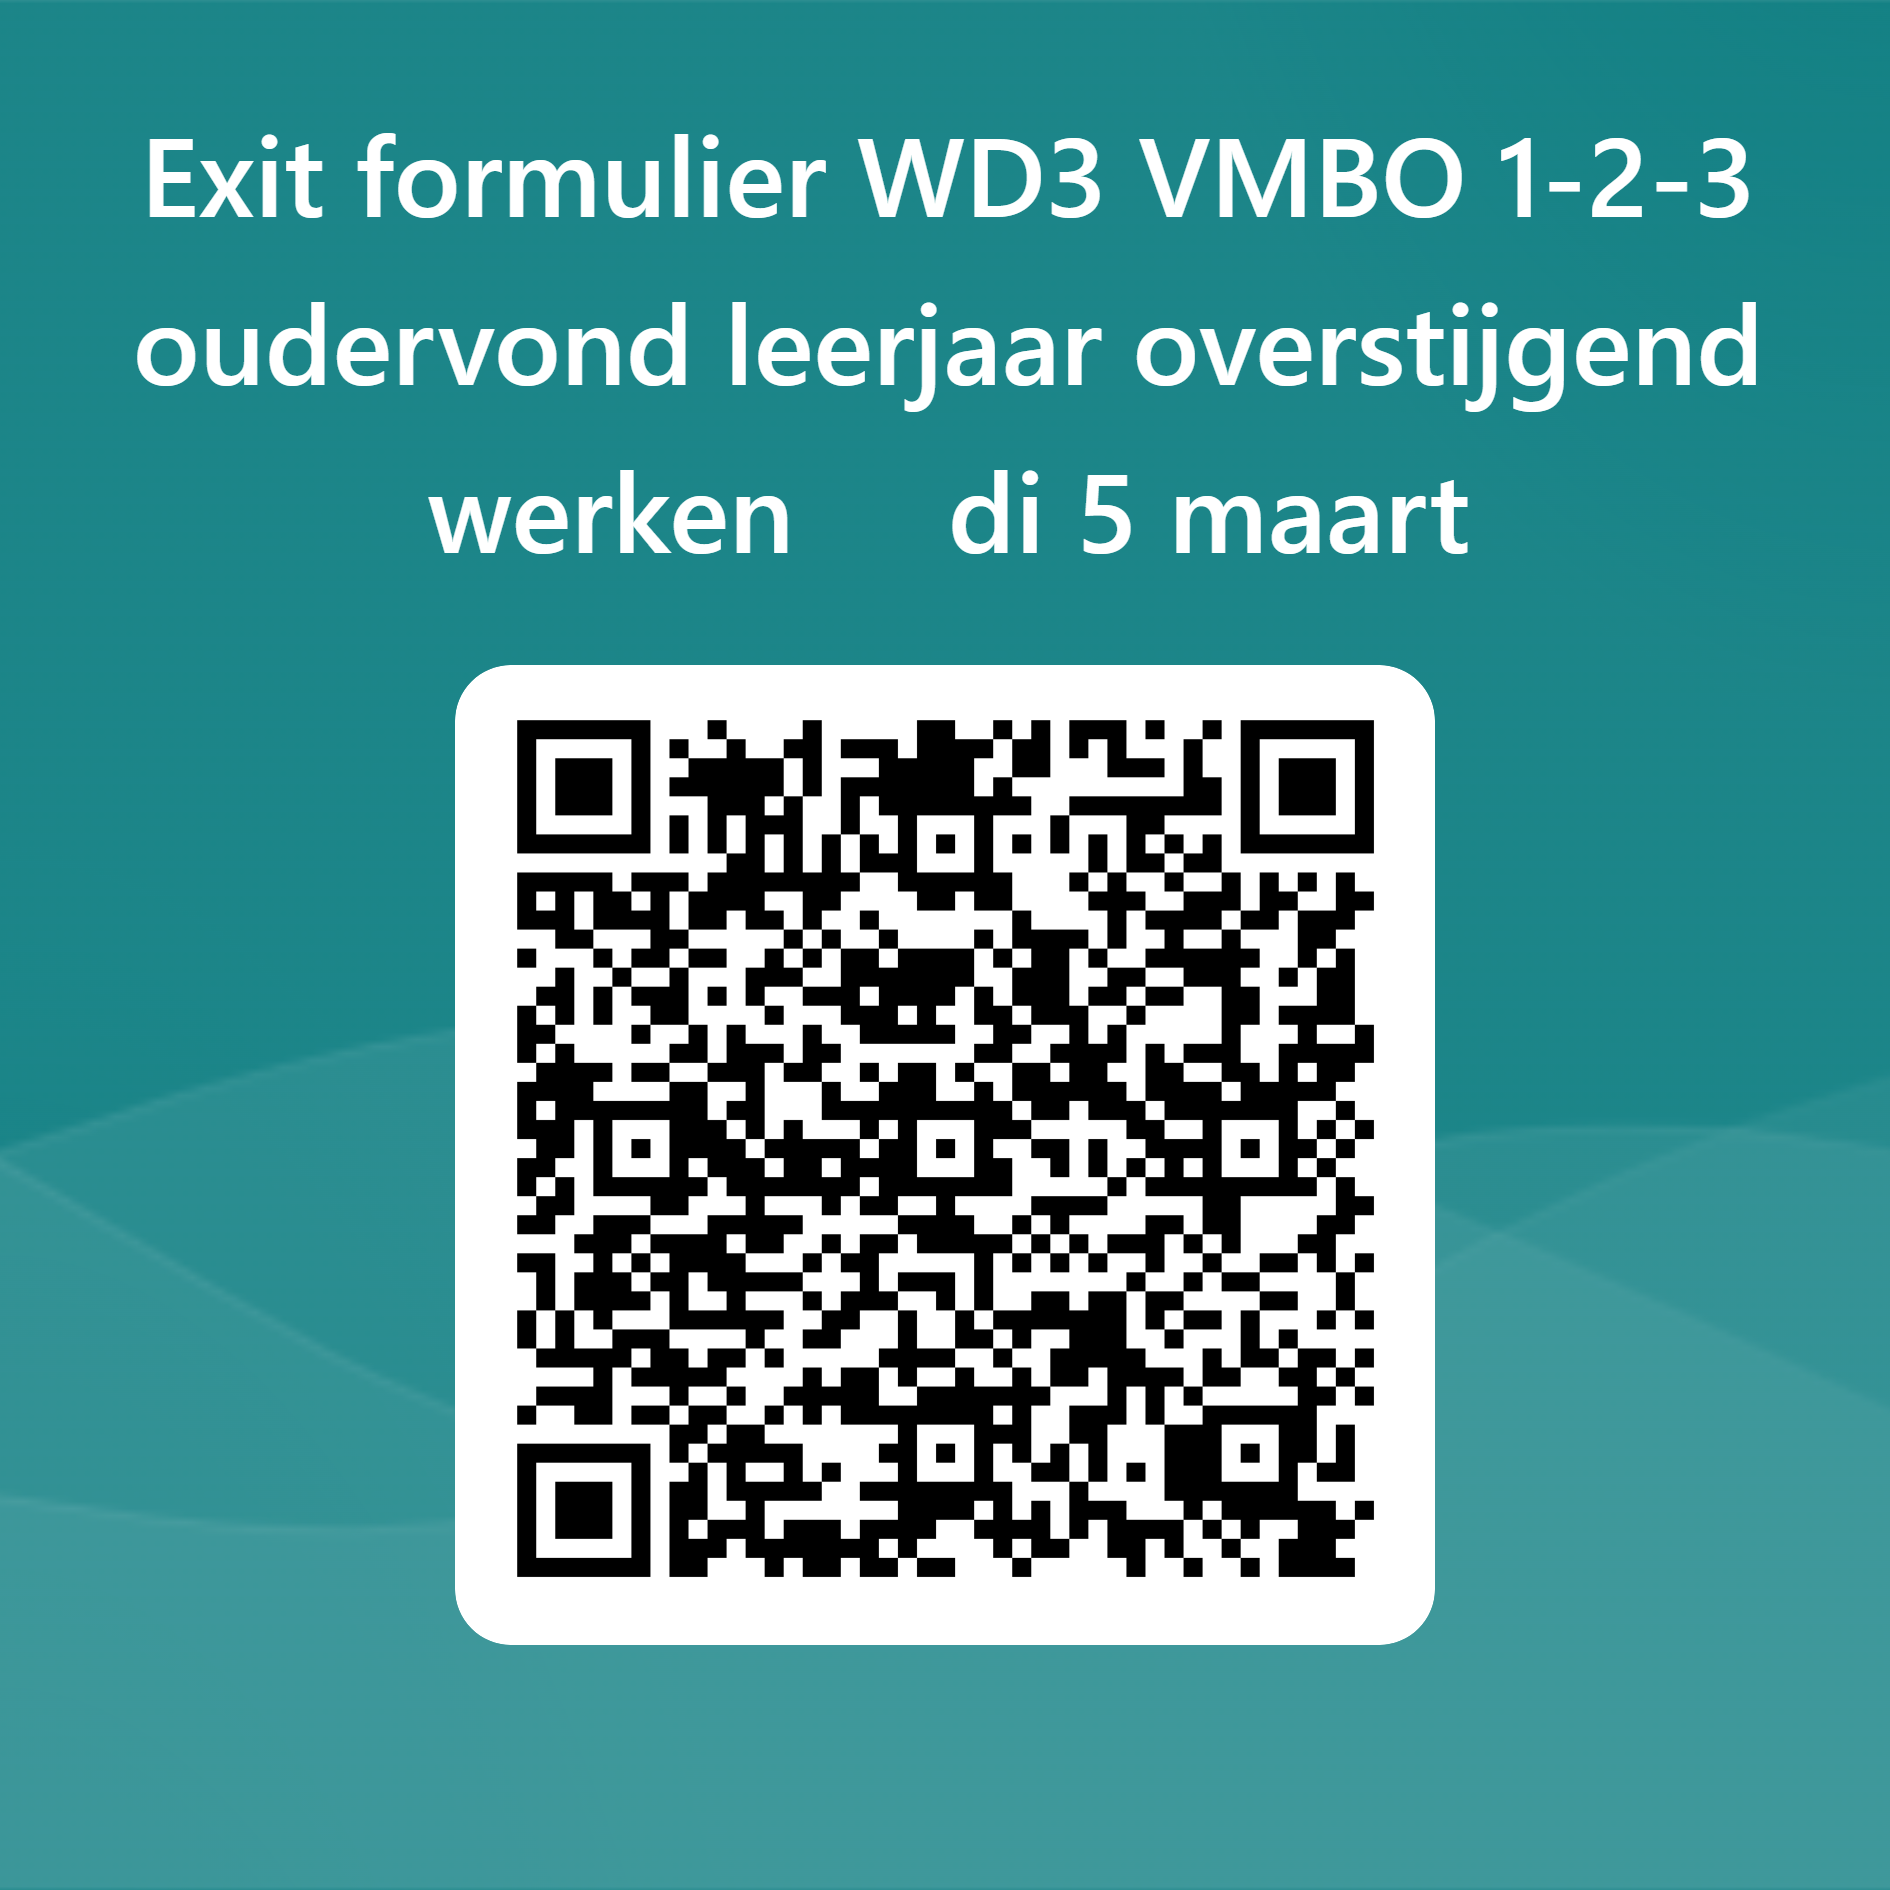 Exit formulier WD3 VMBO 1-2-3
oudervond leerjaar overstijgend
werken di 5 maart